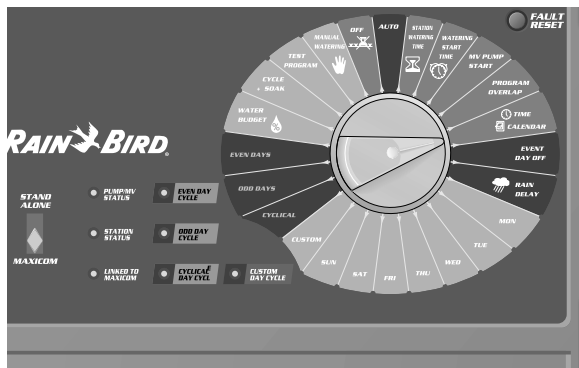 FAULT
RESET
AUTO
STATION
WATERING
TIME
WATERING
START
TIME
MV PUMP
START
PROGRAM
OVERLAP
TIME
CALENDAR
EVENT
DAY OFF
RAIN
DELAY
MON
TUE
WED
THU
FRI
SAT
SUN
CUSTOM
CYCLICAL
ODD DAYS
EVEN DAYS
WATER
BUDGET
%
CYCLE
+ SOAK
TEST
PROGRAM
MANUAL
WATERING
OFF
RAIN BIRD®
STAND
ALONE
MAXICOM
PUMP/MV
STATUS
EVEN DAY
CYCLE
STATION
STATUS
ODD DAY
CYCLE
LINKED TO
MAXICOM
CYCLICAL
DAY CYCL
CUSTOM
DAY CYCLE